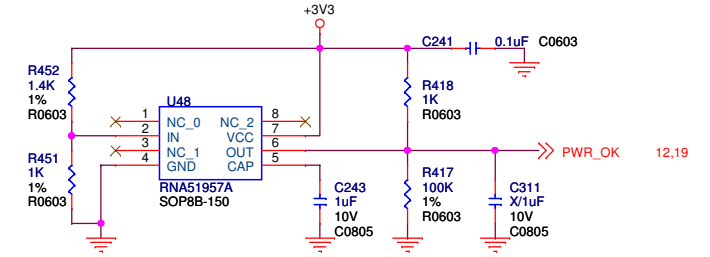 +3V3
C241 0.1uF C0603
R452
1.4K
1%
R0603
R418
1K
R0603
U48
1 NC_0 NC_2 8
2 IN VCC 7
3 NC_1 OUT 6
4 GND CAP 5
RNA51957A
SOP8B-150
PWR_OK 12,19
R451
1K
1%
R0603
C243
1uF
10V
C0805
R417
100K
1%
R0603
C311
X/1uF
10V
C0805